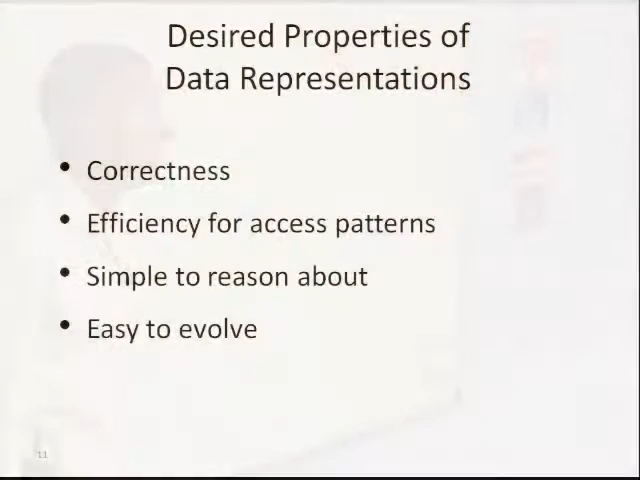 Desired Properties of
Data Representations
• Correctness
• Efficiency for access patterns
• Simple to reason about
• Easy to evolve
11